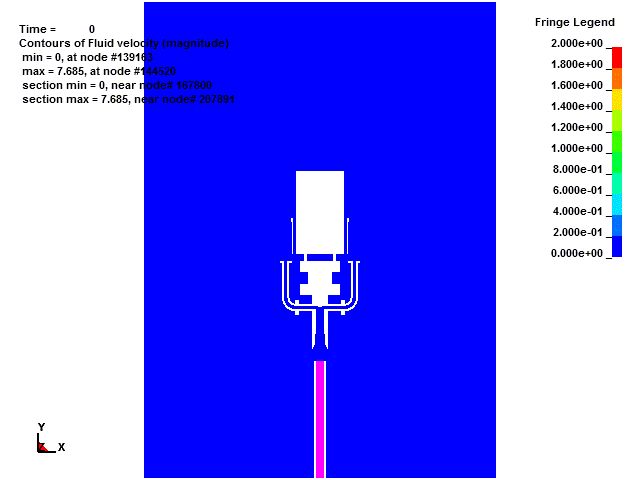 Time = 0
Contours of Fluid velocity (magnitude)
min = 0, at node #139163
max = 7.685, at node #144520
section min = 0, near node# 167800
section max = 7.685, near node# 267891
Fringe Legend
2.000e+00
1.800e+00
1.600e+00
1.400e+00
1.200e+00
1.000e+00
8.000e-01
6.000e-01
4.000e-01
2.000e-01
0.000e+00
Y
Z
X